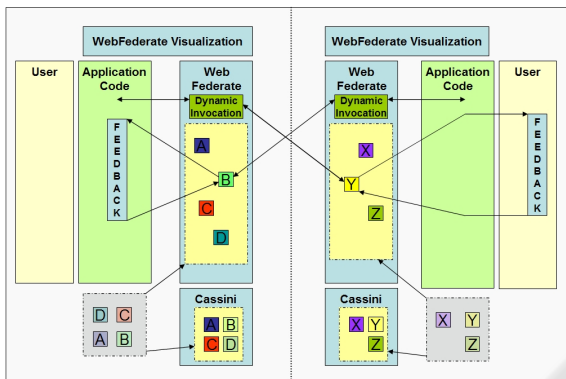 WebFederate Visualization
User
Application
Code
Web
Federate
Dynamic
Invocation
F
E
E
D
B
A
C
K
A
B
C
D
D C
A B
Cassini
A B
C D
WebFederate Visualization
Web
Federate
Dynamic
Invocation
Application
Code
User
X
Y
Z
F
E
E
D
B
A
C
K
Cassini
X Y
Z
X Y
Z